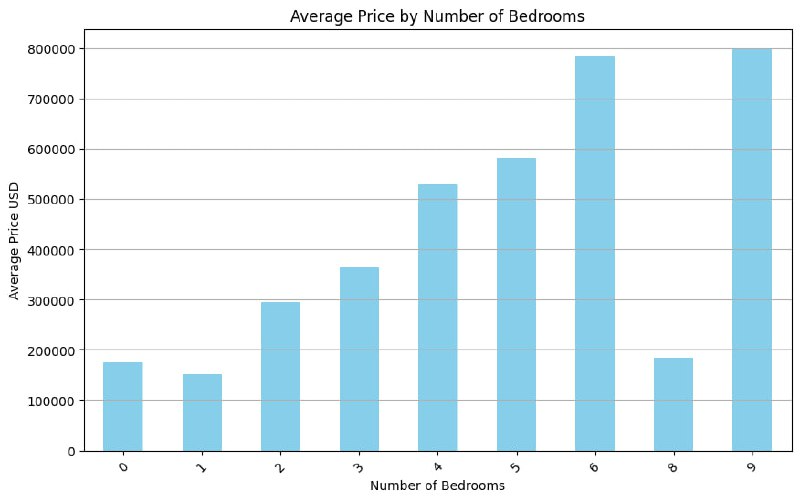 Average Price by Number of Bedrooms
800000
700000
600000
500000
400000
300000
200000
100000
0
Average Price USD
0 1 2 3 4 5 6 8 9
Number of Bedrooms